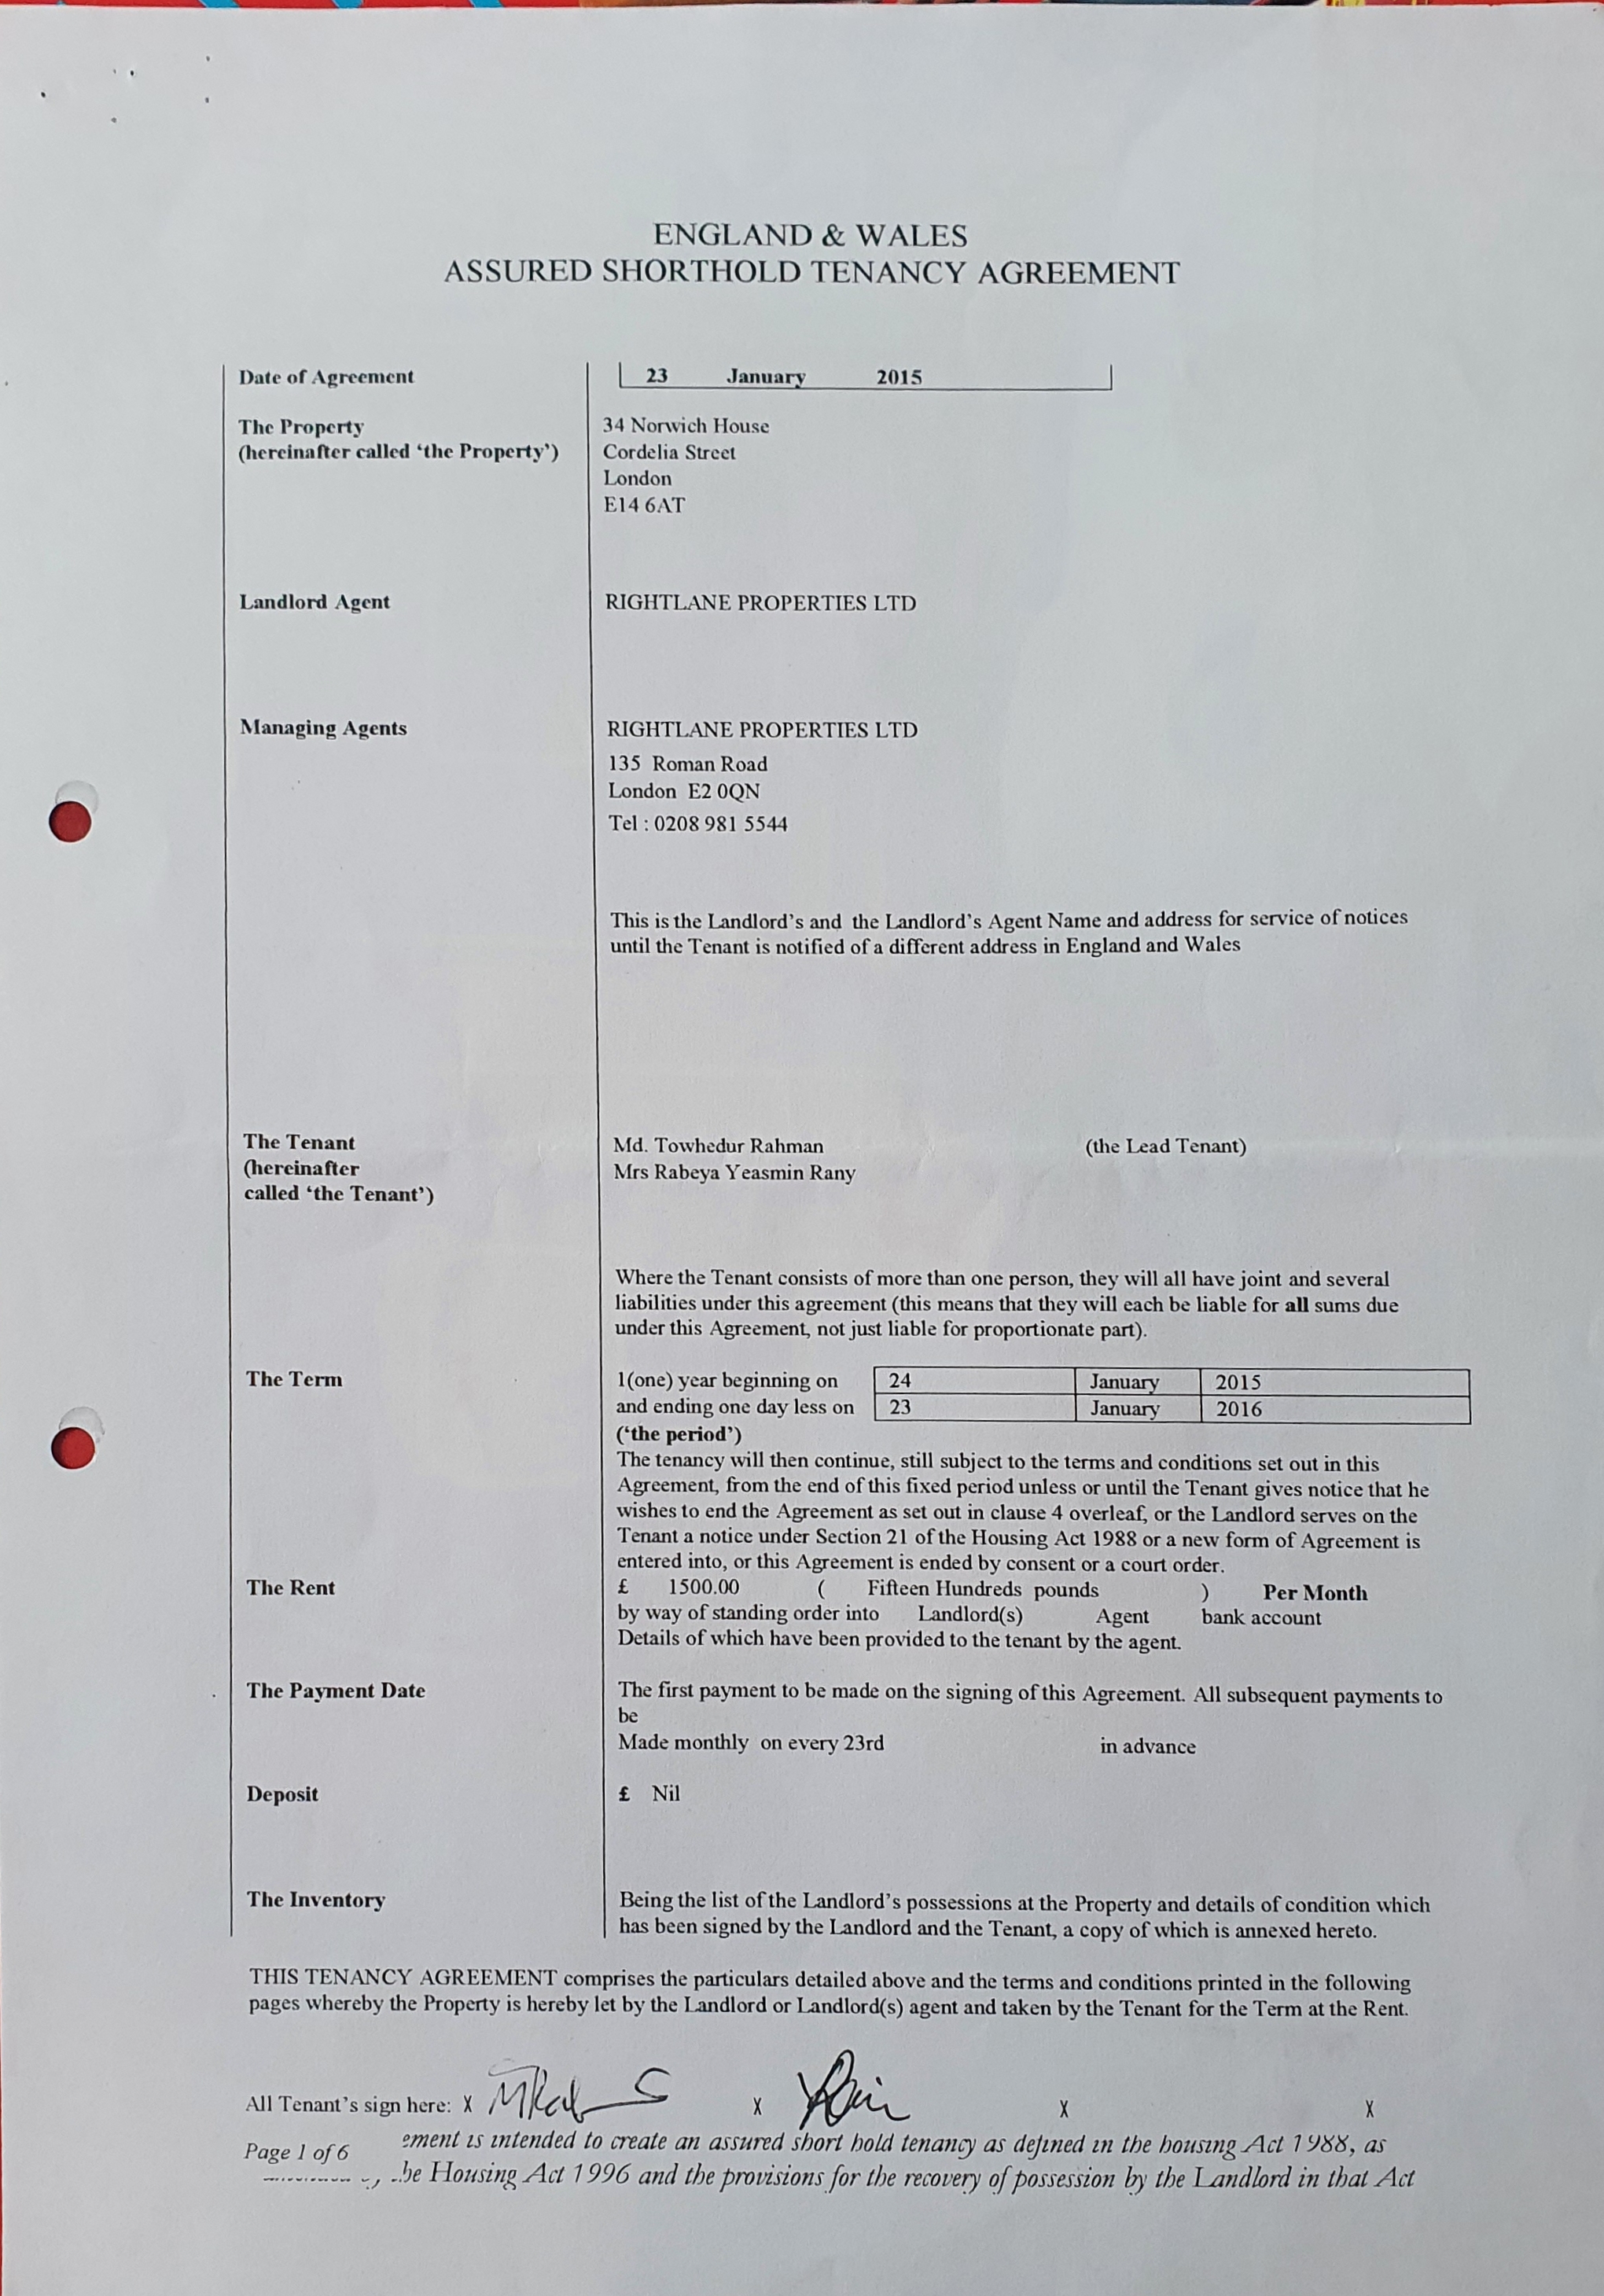 ENGLAND & WALES
ASSURED SHORTHOLD TENANCY AGREEMENT
Date of Agreement 23 January 2015
The Property 34 Norwich House
(hereinafter called ‘the Property’) Cordelia Street
London
E14 6AT
Landlord Agent RIGHTLANE PROPERTIES LTD
Managing Agents RIGHTLANE PROPERTIES LTD
135 Roman Road
London E2 0QN
Tel : 0208 981 5544
This is the Landlord’s and the Landlord’s Agent Name and address for service of notices
until the Tenant is notified of a different address in England and Wales
The Tenant Md. Towhedur Rahman (the Lead Tenant)
(hereinafter Mrs Rabeya Yeasmin Rany
called ‘the Tenant’)
Where the Tenant consists of more than one person, they will all have joint and several
liabilities under this agreement (this means that they will each be liable for all sums due
under this Agreement, not just liable for proportionate part).
The Term 1(one) year beginning on 24 January 2015
and ending one day less on 23 January 2016
(‘the period’)
The tenancy will then continue, still subject to the terms and conditions set out in this
Agreement, from the end of this fixed period unless or until the Tenant gives notice that he
wishes to end the Agreement as set out in clause 4 overleaf, or the Landlord serves on the
Tenant a notice under Section 21 of the Housing Act 1988 or a new form of Agreement is
entered into, or this Agreement is ended by consent or a court order.
The Rent £ 1500.00 ( Fifteen Hundreds pounds ) Per Month
by way of standing order into Landlord(s) Agent bank account
Details of which have been provided to the tenant by the agent.
The Payment Date The first payment to be made on the signing of this Agreement. All subsequent payments to
be
Made monthly on every 23rd in advance
Deposit £ Nil
The Inventory Being the list of the Landlord’s possessions at the Property and details of condition which
has been signed by the Landlord and the Tenant, a copy of which is annexed hereto.
THIS TENANCY AGREEMENT comprises the particulars detailed above and the terms and conditions printed in the following
pages whereby the Property is hereby let by the Landlord or Landlord(s) agent and taken by the Tenant for the Term at the Rent.
All Tenant’s sign here: X X X X
Page 1 of 6 ement is intended to create an assured short hold tenancy as defined in the housing Act 1988, as
he Housing Act 1996 and the provisions for the recovery of possession by the Landlord in that Act